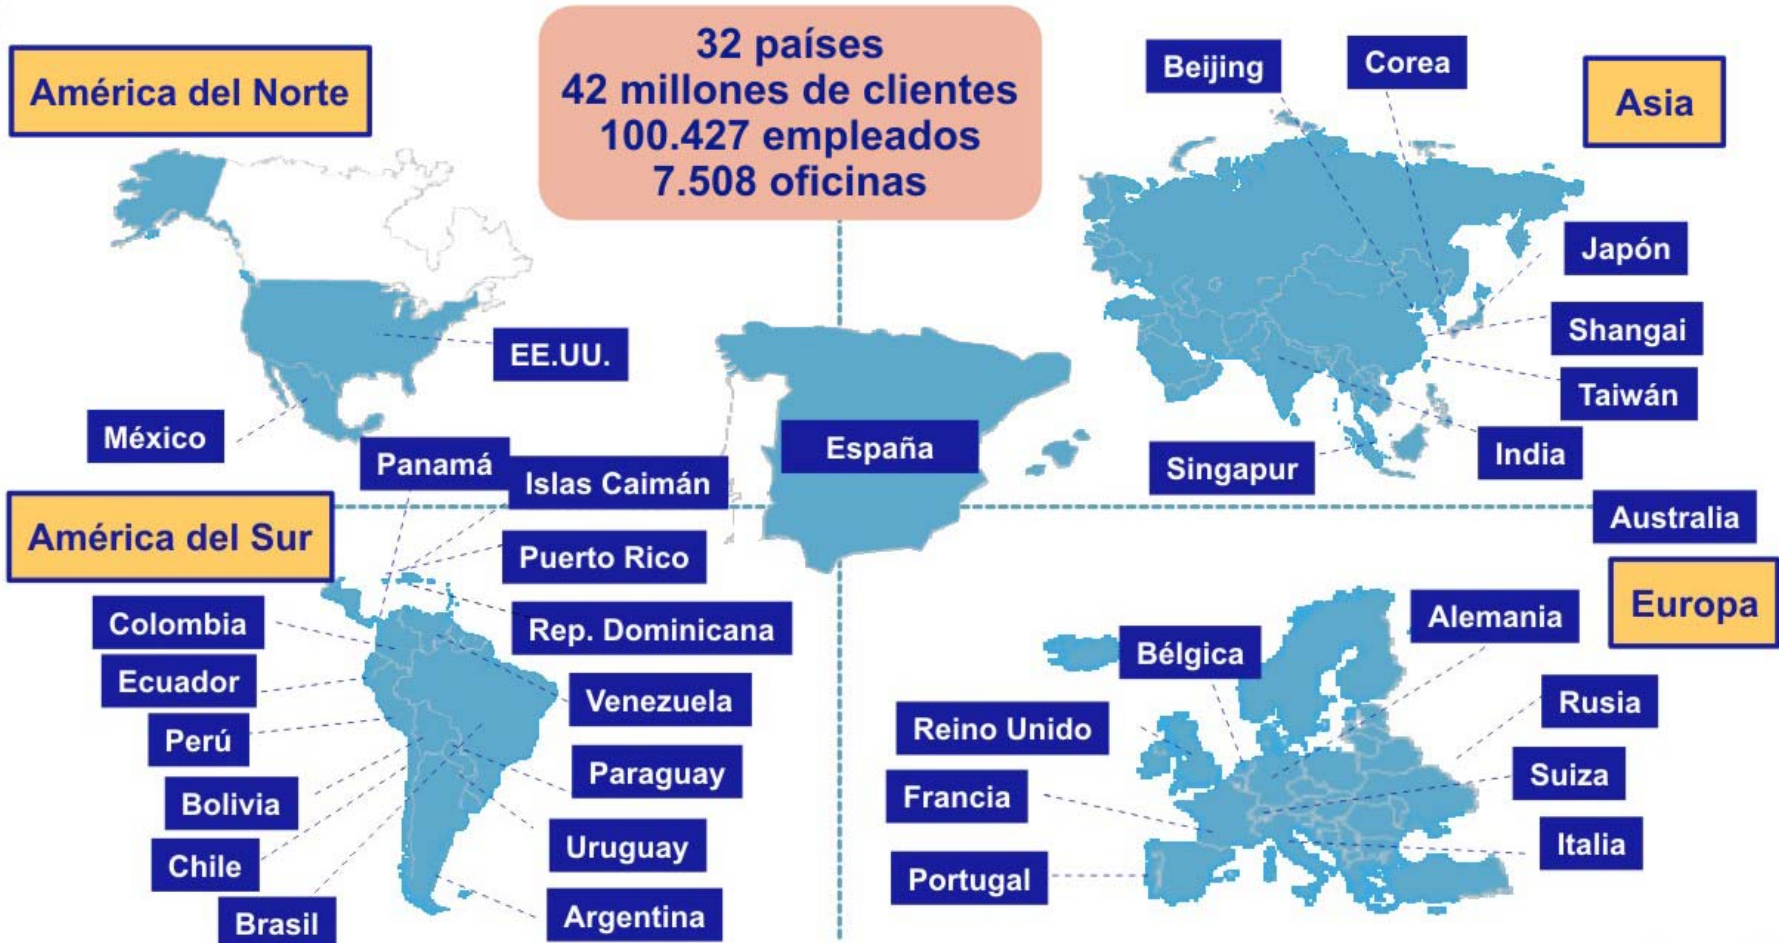 32 países
42 millones de clientes
100.427 empleados
7.508 oficinas
América del Norte
EE.UU.
México
España
Asia
Beijing
Corea
Japón
Shangai
Taiwán
India
Singapur
Australia
América del Sur
Panamá
Islas Caimán
Puerto Rico
Rep. Dominicana
Colombia
Ecuador
Perú
Bolivia
Chile
Brasil
Venezuela
Paraguay
Uruguay
Argentina
Europa
Alemania
Bélgica
Rusia
Reino Unido
Suiza
Francia
Italia
Portugal